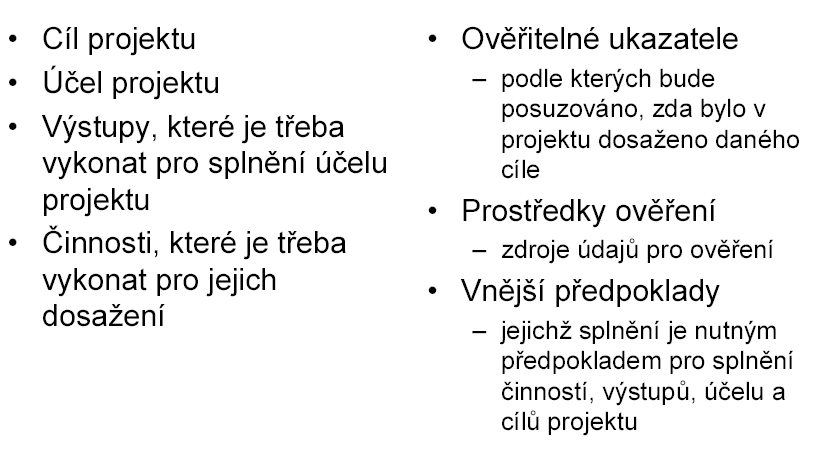 • Cíl projektu
• Účel projektu
• Výstupy, které je třeba
vykonat pro splnění účelu
projektu
• Činnosti, které je třeba
vykonat pro jejich
dosažení
• Ověřitelné ukazatele
– podle kterých bude
posuzováno, zda bylo v
projektu dosaženo daného
cíle
• Prostředky ověření
– zdroje údajů pro ověření
• Vnější předpoklady
– jejichž splnění je nutným
předpokladem pro splnění
činností, výstupů, účelu a
cílů projektu